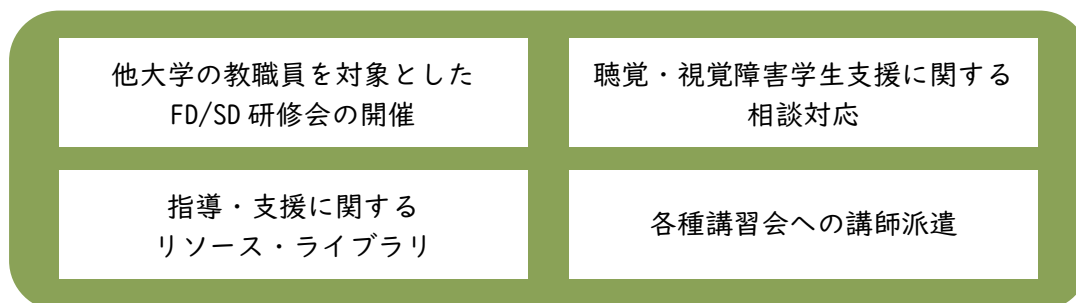 他大学の教職員を対象とした
FD/SD 研修会の開催
聴覚・視覚障害学生支援に関する
相談対応
指導・支援に関する
リソース・ライブラリ
各種講習会への講師派遣